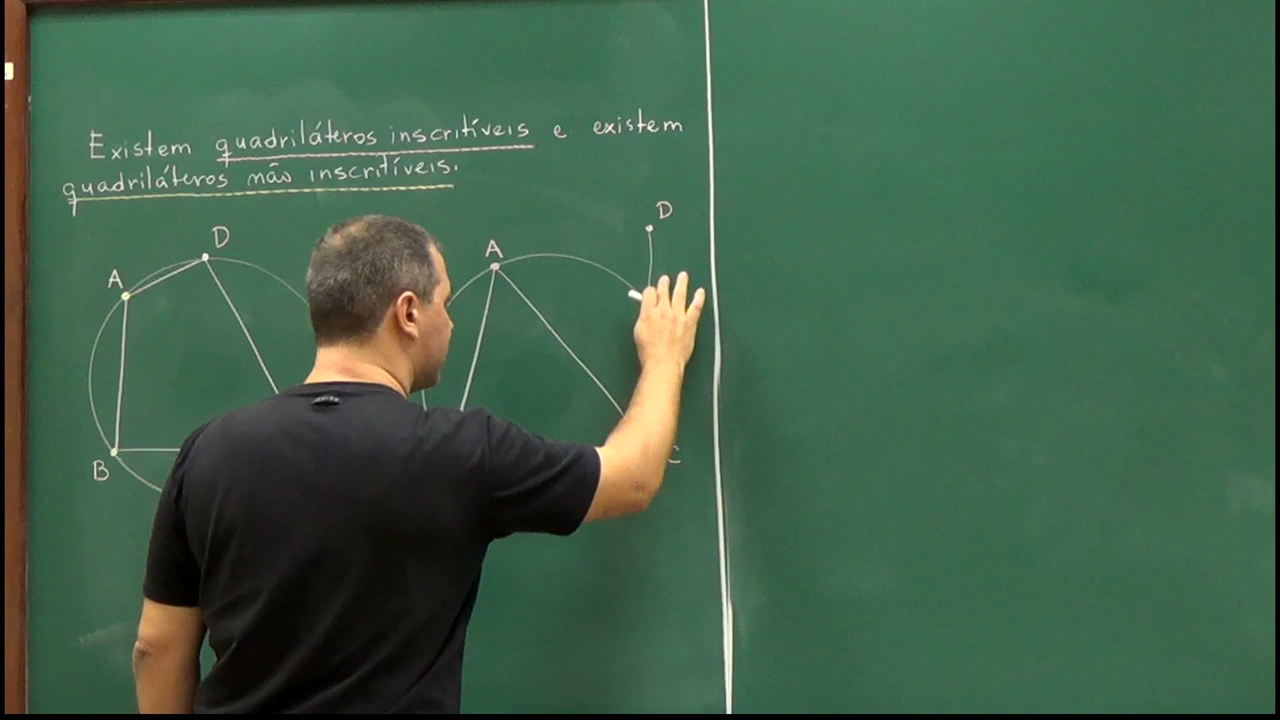 Existem quadriláteros inscritíveis e existem
quadriláteros não inscritíveis.
D
A
B
A
D
C